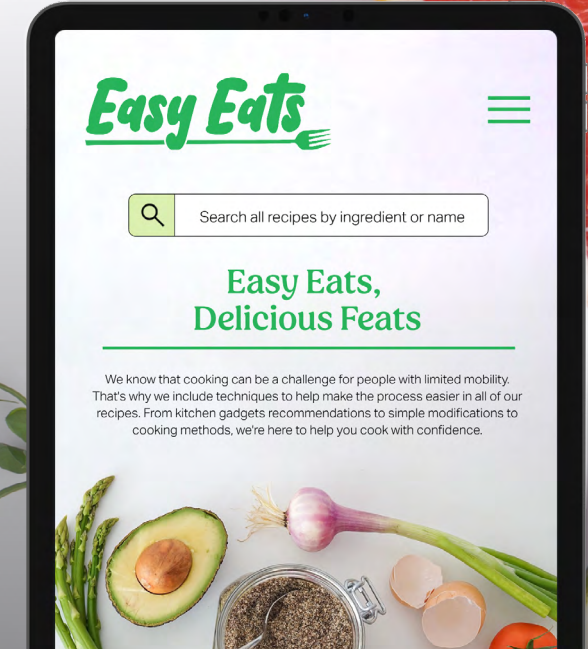 Easy Eats
Search all recipes by ingredient or name
Easy Eats,
Delicious Feats
We know that cooking can be a challenge for people with limited mobility.
That's why we include techniques to help make the process easier in all of our
recipes. From kitchen gadgets recommendations to simple modifications to
cooking methods, we're here to help you cook with confidence.